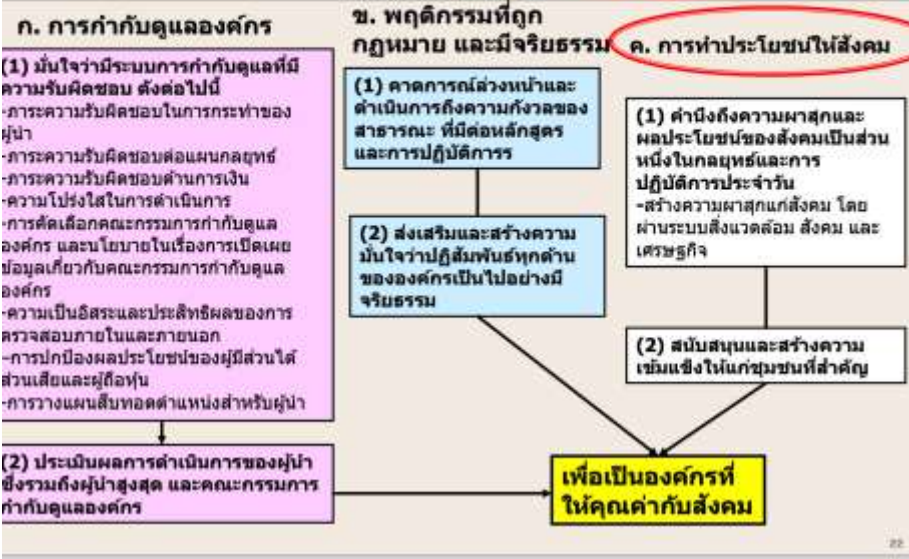 ก. การกำกับดูแลองค์กร
(1) มั่นใจว่ามีระบบการกำกับดูแลที่มี
ความรับผิดชอบ ดังต่อไปนี้
-ภาระความรับผิดชอบในการกระทำของ
ผู้นำ
-ภาระความรับผิดชอบต่อแผนกลยุทธ์
-ภาระความรับผิดชอบด้านการเงิน
-ความโปร่งใสในการดำเนินการ
-การคัดเลือกคณะกรรมการกำกับดูแล
องค์กร และนโยบายในเรื่องการเปิดเผย
ข้อมูลเกี่ยวกับคณะกรรมการกำกับดูแล
องค์กร
-ความเป็นอิสระและประสิทธิผลของการ
ตรวจสอบภายในและภายนอก
-การปกป้องผลประโยชน์ของผู้มีส่วนได้
ส่วนเสียและผู้ถือหุ้น
-การวางแผนสืบทอดตำแหน่งสำหรับผู้นำ
(2) ประเมินผลการดำเนินการของผู้นำ
ซึ่งรวมถึงผู้นำสูงสุด และคณะกรรมการ
กำกับดูแลองค์กร
ข. พฤติกรรมที่ถูก
กฎหมาย และมีจริยธรรม
(1) คาดการณ์ล่วงหน้าและ
ดำเนินการถึงความกังวลของ
สาธารณะ ที่มีต่อหลักสูตร
และการปฏิบัติการร
(2) ส่งเสริมและสร้างความ
มั่นใจว่าปฏิสัมพันธ์ทุกด้าน
ขององค์กรเป็นไปอย่างมี
จริยธรรม
ค. การทำประโยชน์ให้สังคม
(1) คำนึงถึงความผาสุกและ
ผลประโยชน์ของสังคมเป็นส่วน
หนึ่งในกลยุทธ์และการ
ปฏิบัติการประจำวัน
-สร้างความผาสุกแก่สังคม โดย
ผ่านระบบสิ่งแวดล้อม สังคม และ
เศรษฐกิจ
(2) สนับสนุนและสร้างความ
เข้มแข็งให้แก่ชุมชนที่สำคัญ
เพื่อเป็นองค์กรที่
ให้คุณค่ากับสังคม
22